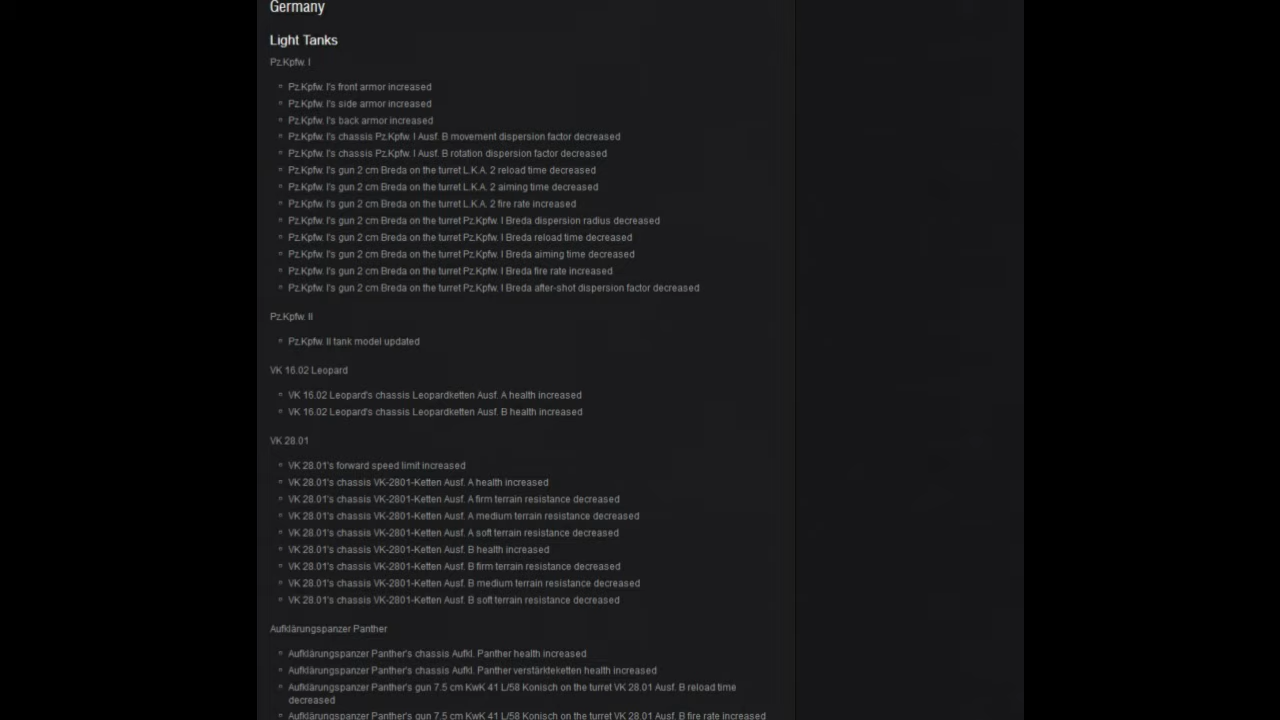 Germany
Light Tanks
Pz.Kpfw. I
Pz.Kpfw. I's front armor increased
Pz.Kpfw. I's side armor increased
Pz.Kpfw. I's back armor increased
Pz.Kpfw. I's chassis Pz.Kpfw. I Ausf. B movement dispersion factor decreased
Pz.Kpfw. I's chassis Pz.Kpfw. I Ausf. B rotation dispersion factor decreased
Pz.Kpfw. I's gun 2 cm Breda on the turret L.K.A. 2 reload time decreased
Pz.Kpfw. I's gun 2 cm Breda on the turret L.K.A. 2 aiming time decreased
Pz.Kpfw. I's gun 2 cm Breda on the turret L.K.A. 2 fire rate increased
Pz.Kpfw. I's gun 2 cm Breda on the turret Pz.Kpfw. I Breda dispersion radius decreased
Pz.Kpfw. I's gun 2 cm Breda on the turret Pz.Kpfw. I Breda reload time decreased
Pz.Kpfw. I's gun 2 cm Breda on the turret Pz.Kpfw. I Breda aiming time decreased
Pz.Kpfw. I's gun 2 cm Breda on the turret Pz.Kpfw. I Breda fire rate increased
Pz.Kpfw. I's gun 2 cm Breda on the turret Pz.Kpfw. I Breda after-shot dispersion factor decreased
Pz.Kpfw. II
Pz.Kpfw. II tank model updated
VK 16.02 Leopard
VK 16.02 Leopard's chassis Leopardketten Ausf. A health increased
VK 16.02 Leopard's chassis Leopardketten Ausf. B health increased
VK 28.01
VK 28.01's forward speed limit increased
VK 28.01's chassis VK-2801-Ketten Ausf. A health increased
VK 28.01's chassis VK-2801-Ketten Ausf. A firm terrain resistance decreased
VK 28.01's chassis VK-2801-Ketten Ausf. A medium terrain resistance decreased
VK 28.01's chassis VK-2801-Ketten Ausf. A soft terrain resistance decreased
VK 28.01's chassis VK-2801-Ketten Ausf. B health increased
VK 28.01's chassis VK-2801-Ketten Ausf. B firm terrain resistance decreased
VK 28.01's chassis VK-2801-Ketten Ausf. B medium terrain resistance decreased
VK 28.01's chassis VK-2801-Ketten Ausf. B soft terrain resistance decreased
Aufklärungspanzer Panther
Aufklärungspanzer Panther's chassis Aufkl. Panther health increased
Aufklärungspanzer Panther's chassis Aufkl. Panther verstärkteketten health increased
Aufklärungspanzer Panther's gun 7.5 cm KwK 41 L/58 Konisch on the turret VK 28.01 Ausf. B reload time
decreased
Aufklärungspanzer Panther's gun 7.5 cm KwK 41 L/58 Konisch on the turret VK 28.01 Ausf. B fire rate increased